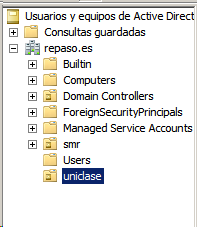 Usuarios y equipos de Active Direct
Consultas guardadas
repaso.es
Builtin
Computers
Domain Controllers
ForeignSecurityPrincipals
Managed Service Accounts
smr
Users
uniclase